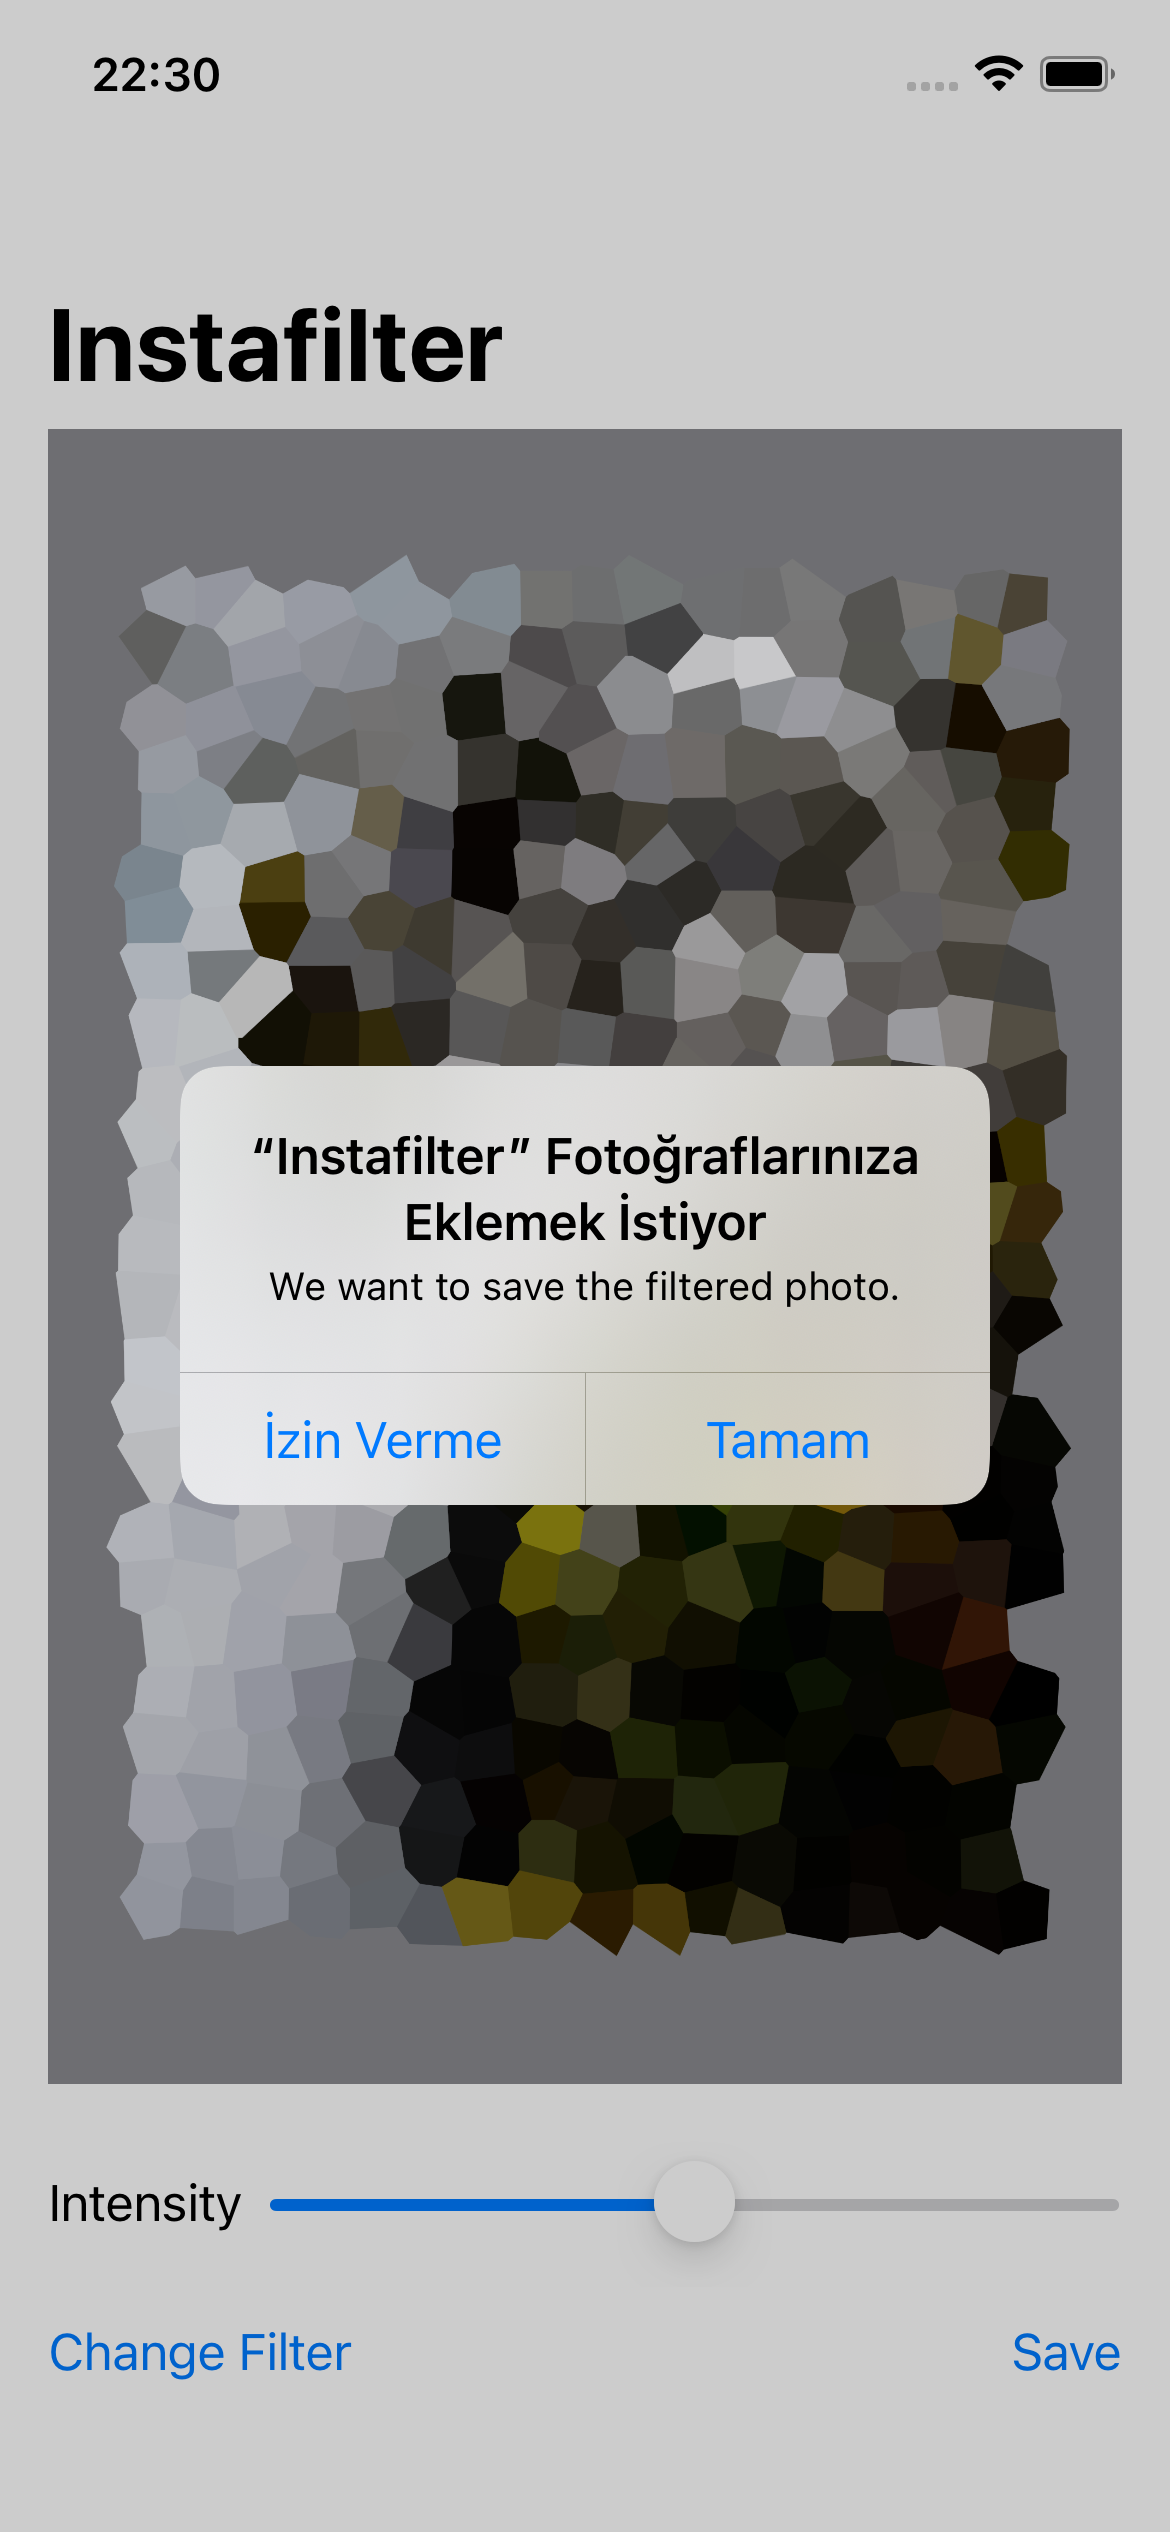 22:30
Instafilter
“Instafilter” Fotoğraflarınıza
Eklemek İstiyor
We want to save the filtered photo.
İzin Verme
Tamam
Intensity
Change Filter
Save